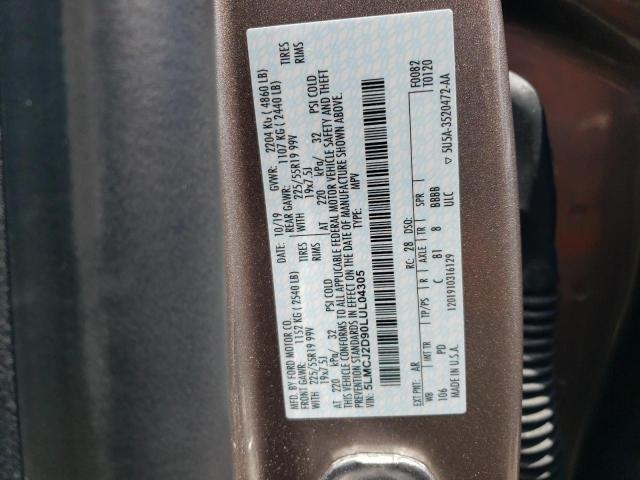 MFD. BY FORD MOTOR CO.
DATE: 10/19
GVWR: 2204 KG ( 4860 LB)
FRONT GAWR: 1152 KG ( 2540 LB)
REAR GAWR: 1107 KG ( 2440 LB)
WITH 225/55R19 99V TIRES
WITH 225/55R19 99V TIRES
19x7.5J RIMS
19x7.5J RIMS
AT 220 kPa/ 32 PSI COLD
AT 220 kPa/ 32 PSI COLD
THIS VEHICLE CONFORMS TO ALL APPLICABLE FEDERAL MOTOR VEHICLE SAFETY AND THEFT
PREVENTION STANDARDS IN EFFECT ON THE DATE OF MANUFACTURE SHOWN ABOVE.
VIN: 5LMCJ2D90LUL04305
TYPE: MPV
F0082
T0120
EXT PNT: AR RC: 28 DSO:
WB INT TR TP/PS R AXLE TR SPR
106 PD C B1 8 BBBB
MADE IN U.S.A. 1201910316129 ULC
▽ 5U5A-3520472-AA